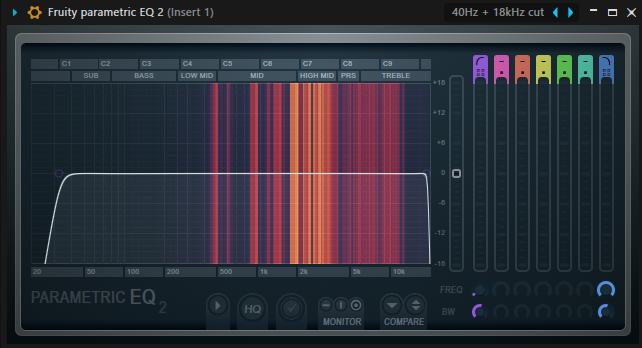 Fruity parametric EQ 2 (Insert 1) 40Hz + 18kHz cut
C1 C2 C3 C4 C5 C6 C7 C8 C9
SUB BASS LOW MID MID HIGH MID PRS TREBLE
+18
+12
+6
0
-6
-12
-18
20 50 100 200 500 1k 2k 5k 10k
PARAMETRIC EQ 2
HQ
MONITOR COMPARE
FREQ
BW